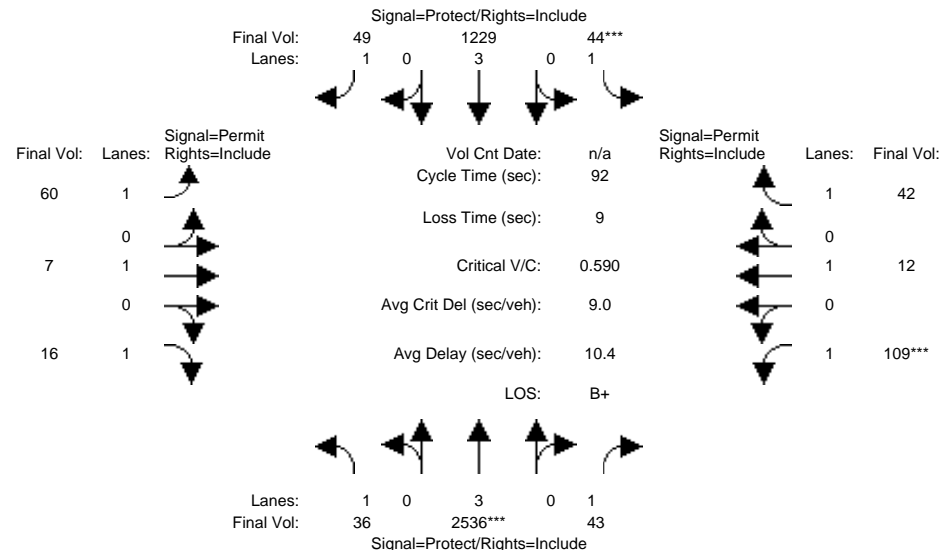 Signal=Protect/Rights=Include
Final Vol: 49 1229 44***
Lanes: 1 0 3 0 1
Signal=Permit Signal=Permit
Final Vol: Lanes: Rights=Include Vol Cnt Date: n/a Rights=Include Lanes: Final Vol:
Cycle Time (sec): 92
60 1 1 42
Loss Time (sec): 9
0 0
7 1 Critical V/C: 0.590 1 12
0 Avg Crit Del (sec/veh): 9.0 0
16 1 Avg Delay (sec/veh): 10.4 1 109***
LOS: B+
Lanes: 1 0 3 0 1
Final Vol: 36 2536*** 43
Signal=Protect/Rights=Include